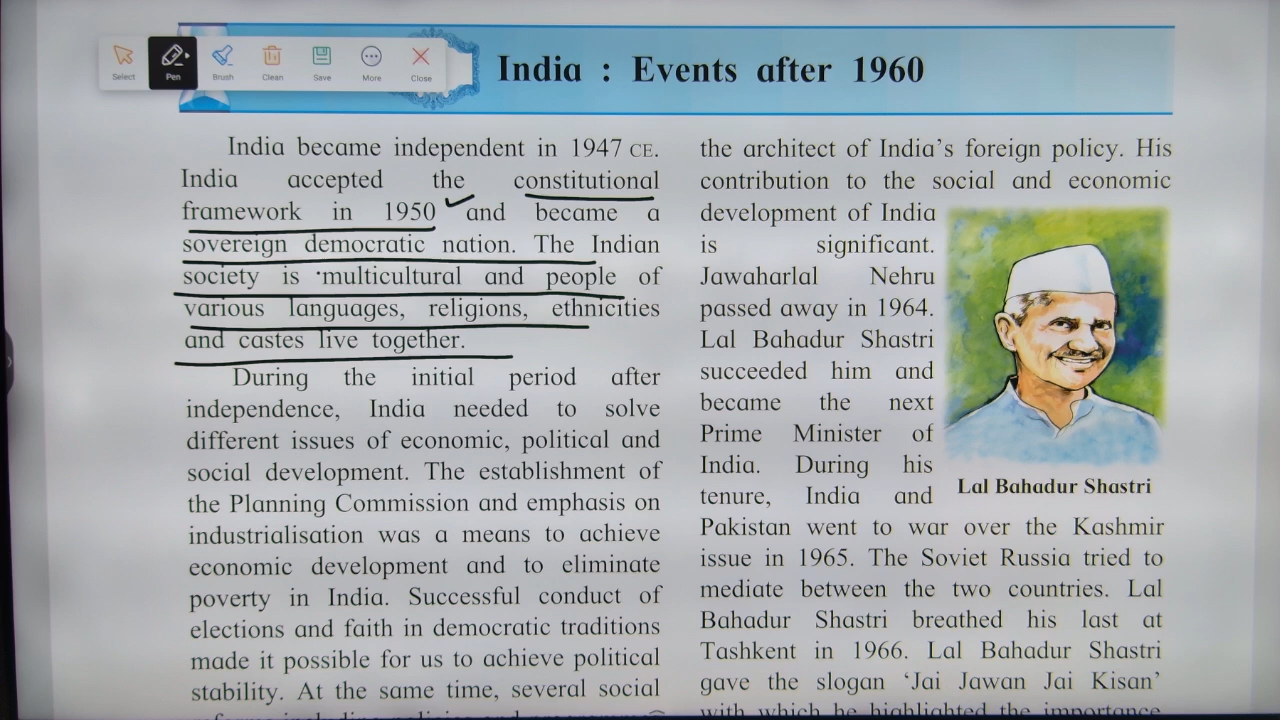 Select
Pen
Brush
Clean
Save
More
Close
India : Events after 1960
India became independent in 1947 CE.
India accepted the constitutional
framework in 1950 and became a
sovereign democratic nation. The Indian
society is multicultural and people of
various languages, religions, ethnicities
and castes live together.
During the initial period after
independence, India needed to solve
different issues of economic, political and
social development. The establishment of
the Planning Commission and emphasis on
industrialisation was a means to achieve
economic development and to eliminate
poverty in India. Successful conduct of
elections and faith in democratic traditions
made it possible for us to achieve political
stability. At the same time, several social
the architect of India's foreign policy. His
contribution to the social and economic
development of India
is significant.
Jawaharlal Nehru
passed away in 1964.
Lal Bahadur Shastri
succeeded him and
became the next
Prime Minister of
India. During his
tenure, India and
Pakistan went to war over the Kashmir
issue in 1965. The Soviet Russia tried to
mediate between the two countries. Lal
Bahadur Shastri breathed his last at
Tashkent in 1966. Lal Bahadur Shastri
gave the slogan ‘Jai Jawan Jai Kisan’
with which he highlighted the importance
Lal Bahadur Shastri